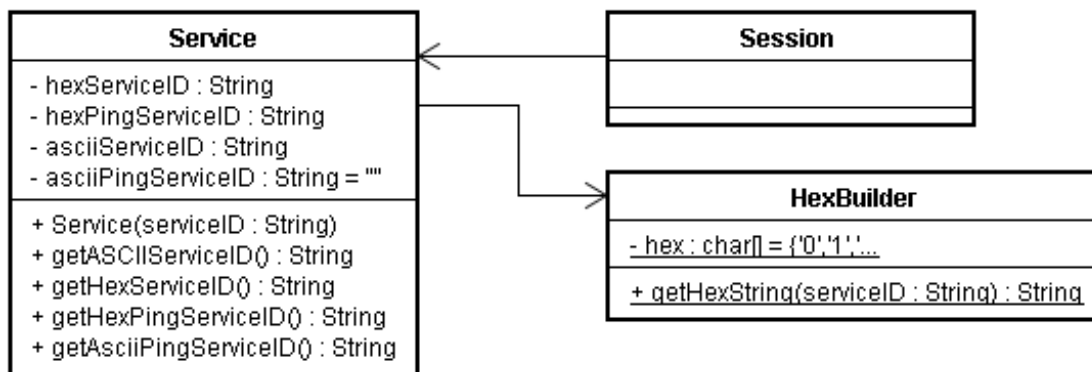 Service
- hexServiceID : String
- hexPingServiceID : String
- asciiServiceID : String
- asciiPingServiceID : String = ""
+ Service(serviceID : String)
+ getASCIIServiceID() : String
+ getHexServiceID() : String
+ getHexPingServiceID() : String
+ getAsciiPingServiceID() : String
Session
HexBuilder
- hex : char[] = {'0','1','...
+ getHexString(serviceID : String) : String